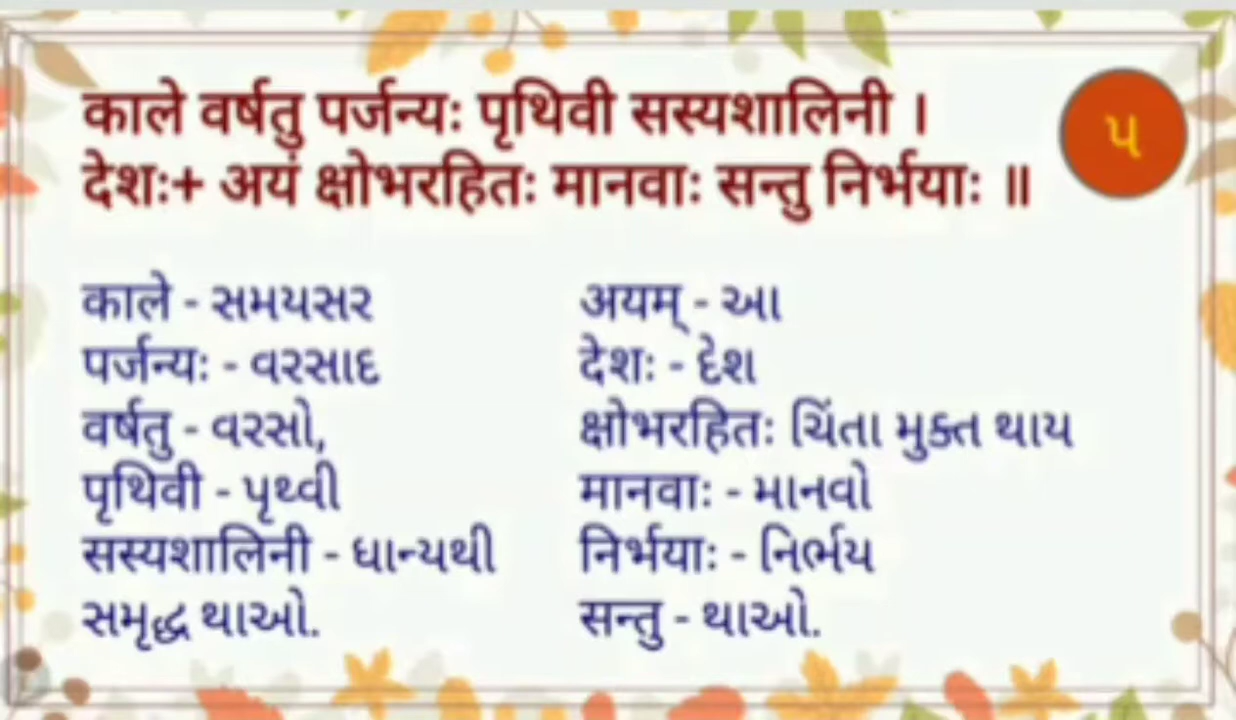 काले वर्षतु पर्जन्यः पृथिवी सस्यशालिनी ।
देशः+ अयं क्षोभरहितः मानवाः सन्तु निर्भयाः ॥
૫
काले - સમયસર
पर्जन्यः - વરસાદ
वर्षतु - વરસો,
पृथिवी - પૃથ્વી
सस्यशालिनी - ધાન્યથી
સમૃદ્ધ થાઓ.
अयम् - આ
देशः - દેશ
क्षोभरहितः ચિંતા મુક્ત થાય
मानवाः - માનવો
निर्भयाः - નિર્ભય
सन्तु - થાઓ.